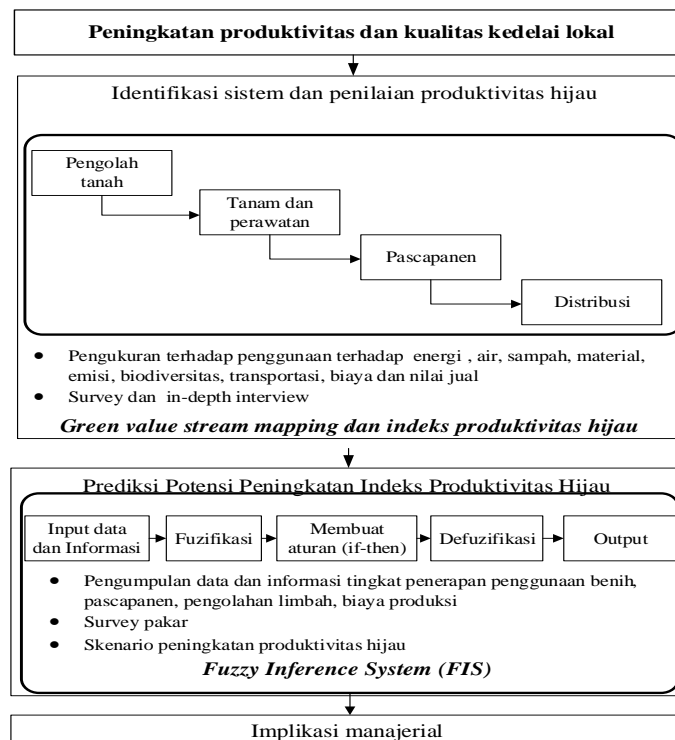 Peningkatan produktivitas dan kualitas kedelai lokal
Identifikasi sistem dan penilaian produktivitas hijau
Pengolah
tanah
Tanam dan
perawatan
Pascapanen
Distribusi
● Pengukuran terhadap penggunaan terhadap energi , air, sampah, material,
emisi, biodiversitas, transportasi, biaya dan nilai jual
● Survey dan in-depth interview
Green value stream mapping dan indeks produktivitas hijau
Prediksi Potensi Peningkatan Indeks Produktivitas Hijau
Input data
dan Informasi
Fuzifikasi
Membuat
aturan (if-then)
Defuzifikasi
Output
● Pengumpulan data dan informasi tingkat penerapan penggunaan benih,
pascapanen, pengolahan limbah, biaya produksi
● Survey pakar
● Skenario peningkatan produktivitas hijau
Fuzzy Inference System (FIS)
Implikasi manajerial